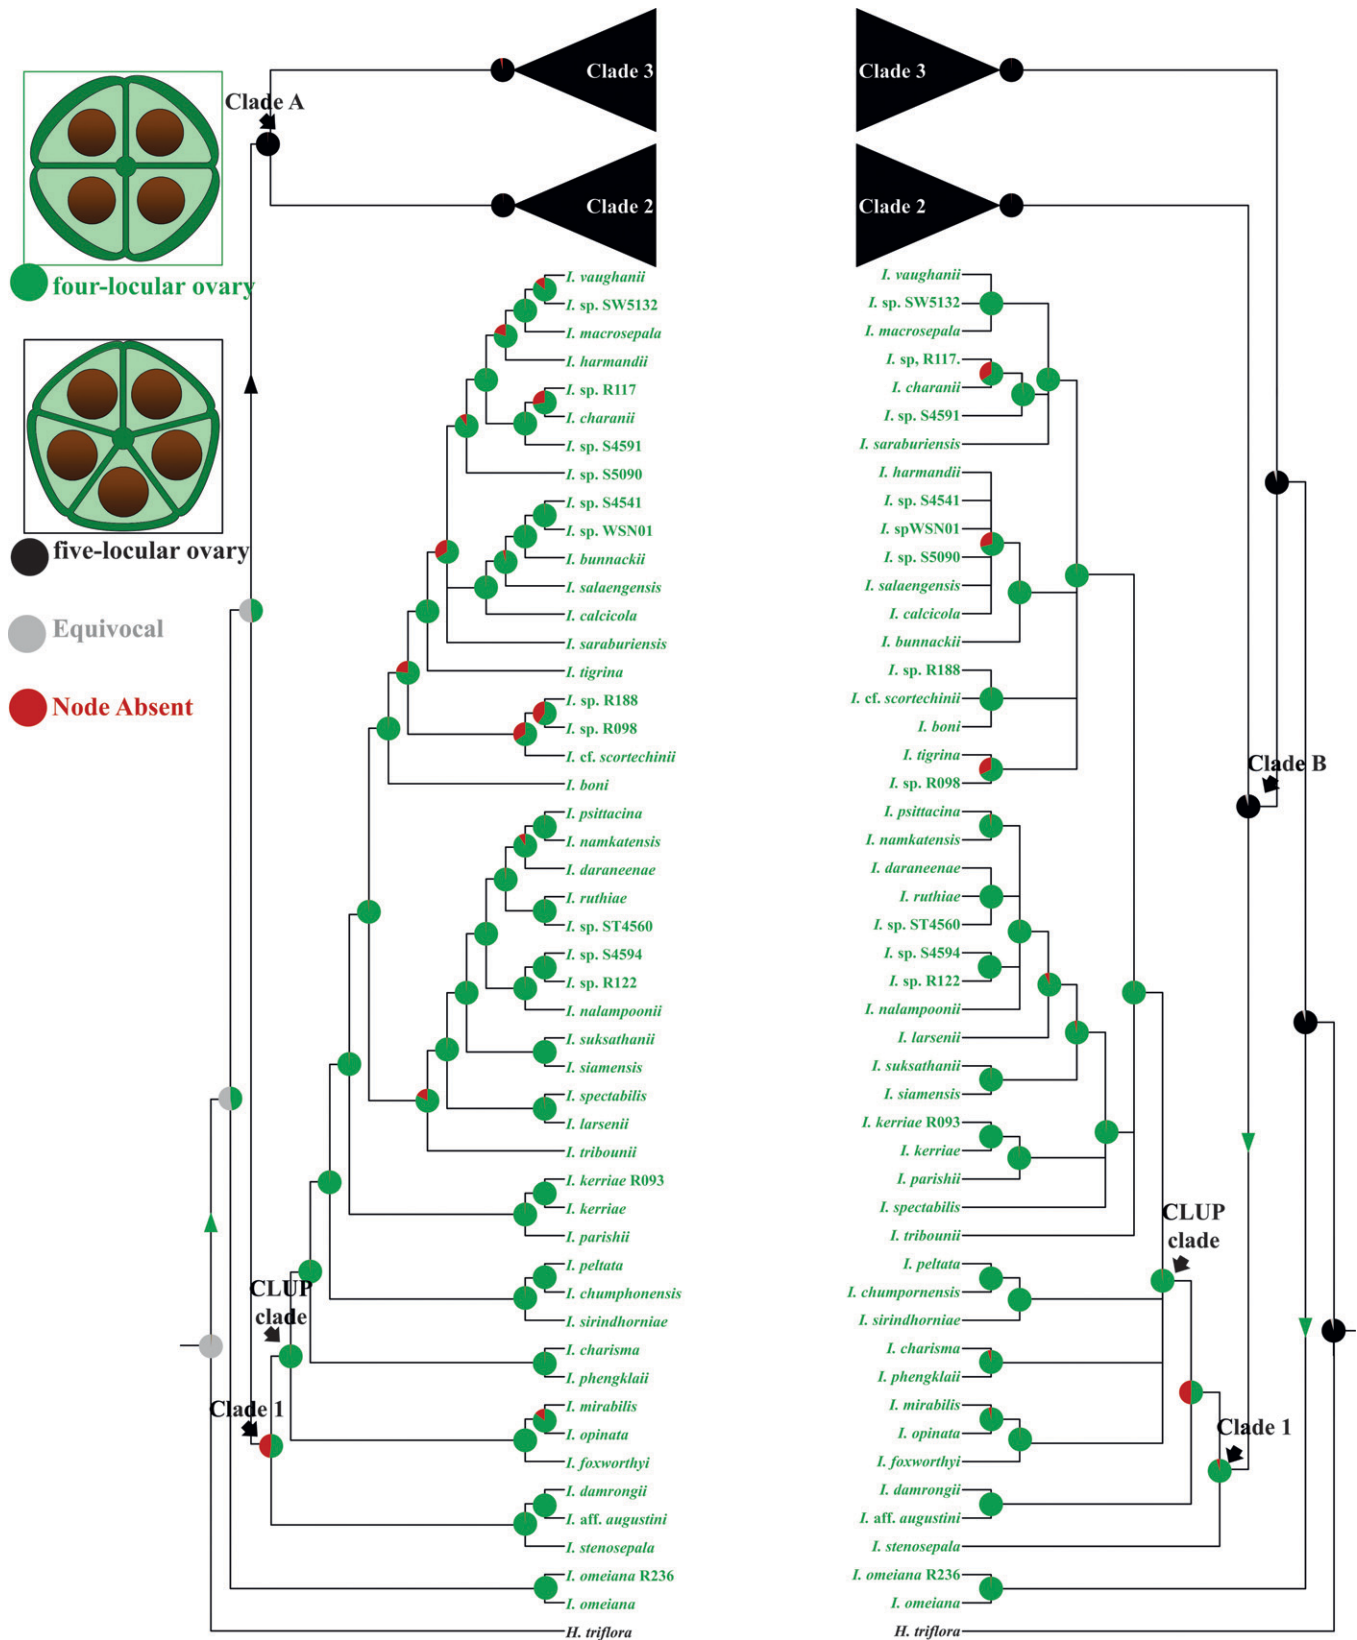 Clade 3
Clade 3
Clade A
Clade 2
Clade 2
four-locular ovary
five-locular ovary
Equivocal
Node Absent
I. vaughanii
I. sp. SW5132
I. macrosepala
I. harmandii
I. sp. R117
I. charanii
I. sp. S4591
I. sp. S5090
I. sp. S4541
I. sp. WSN01
I. bunnackii
I. salaengensis
I. calcicola
I. saraburiensis
I. tigrina
I. sp. R188
I. sp. R098
I. cf. scortechinii
I. boni
I. psittacina
I. namkatensis
I. daraneenae
I. ruthiae
I. sp. ST4560
I. sp. S4594
I. sp. R122
I. nalampoonii
I. suksathanii
I. siamensis
I. spectabilis
I. larsenii
I. tribounii
I. kerriae R093
I. kerriae
I. parishii
I. peltata
I. chumphonensis
I. sirindhorniae
I. charisma
I. phengklaii
I. mirabilis
I. opinata
I. foxworthyi
I. damrongii
I. aff. augustini
I. stenosepala
I. omeiana R236
I. omeiana
H. triflora
CLUP
clade
Clade 1
I. vaughanii
I. sp. SW5132
I. macrosepala
I. sp, R117.
I. charanii
I. sp. S4591
I. saraburiensis
I. harmandii
I. sp. S4541
I. spWSN01
I. sp. S5090
I. salaengensis
I. calcicola
I. bunnackii
I. sp. R188
I. cf. scortechinii
I. boni
I. tigrina
I. sp. R098
I. psittacina
I. namkatensis
I. daraneenae
I. ruthiae
I. sp. ST4560
I. sp. S4594
I. sp. R122
I. nalampoonii
I. larsenii
I. suksathanii
I. siamensis
I. kerriae R093
I. kerriae
I. parishii
I. spectabilis
I. tribounii
I. peltata
I. chumpornensis
I. sirindhorniae
I. charisma
I. phengklaii
I. mirabilis
I. opinata
I. foxworthyi
I. damrongii
I. aff. augustini
I. stenosepala
I. omeiana R236
I. omeiana
H. triflora
Clade B
CLUP
clade
Clade 1